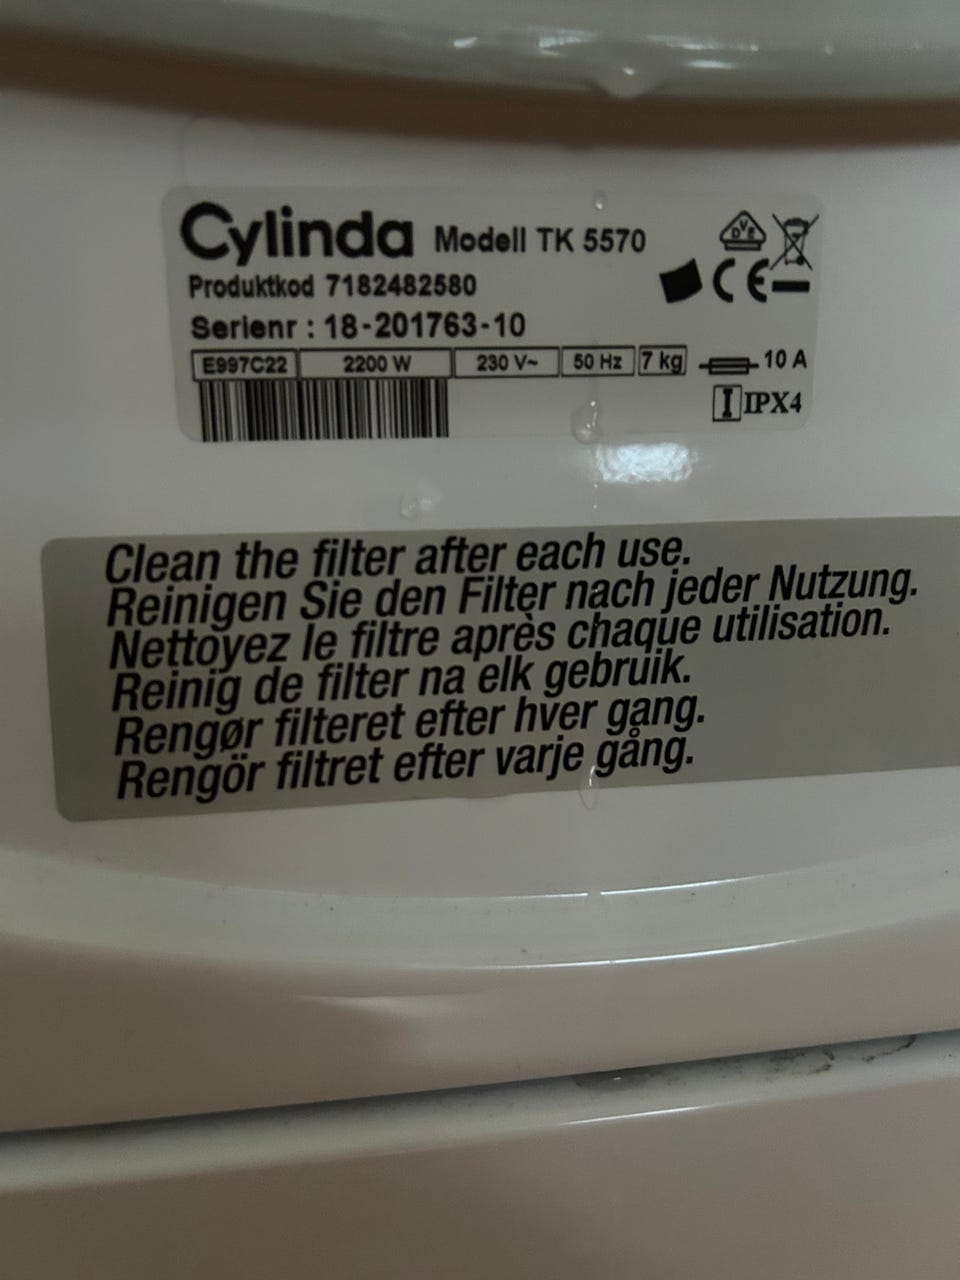 Cylinda Modell TK 5570
Produktkod 7182482580
Serienr : 18-201763-10
E997C22 2200 W 230 V~ 50 Hz 7 kg 10 A
IPX4
Clean the filter after each use.
Reinigen Sie den Filter nach jeder Nutzung.
Nettoyez le filtre après chaque utilisation.
Reinig de filter na elk gebruik.
Rengør filteret efter hver gang.
Rengör filtret efter varje gång.